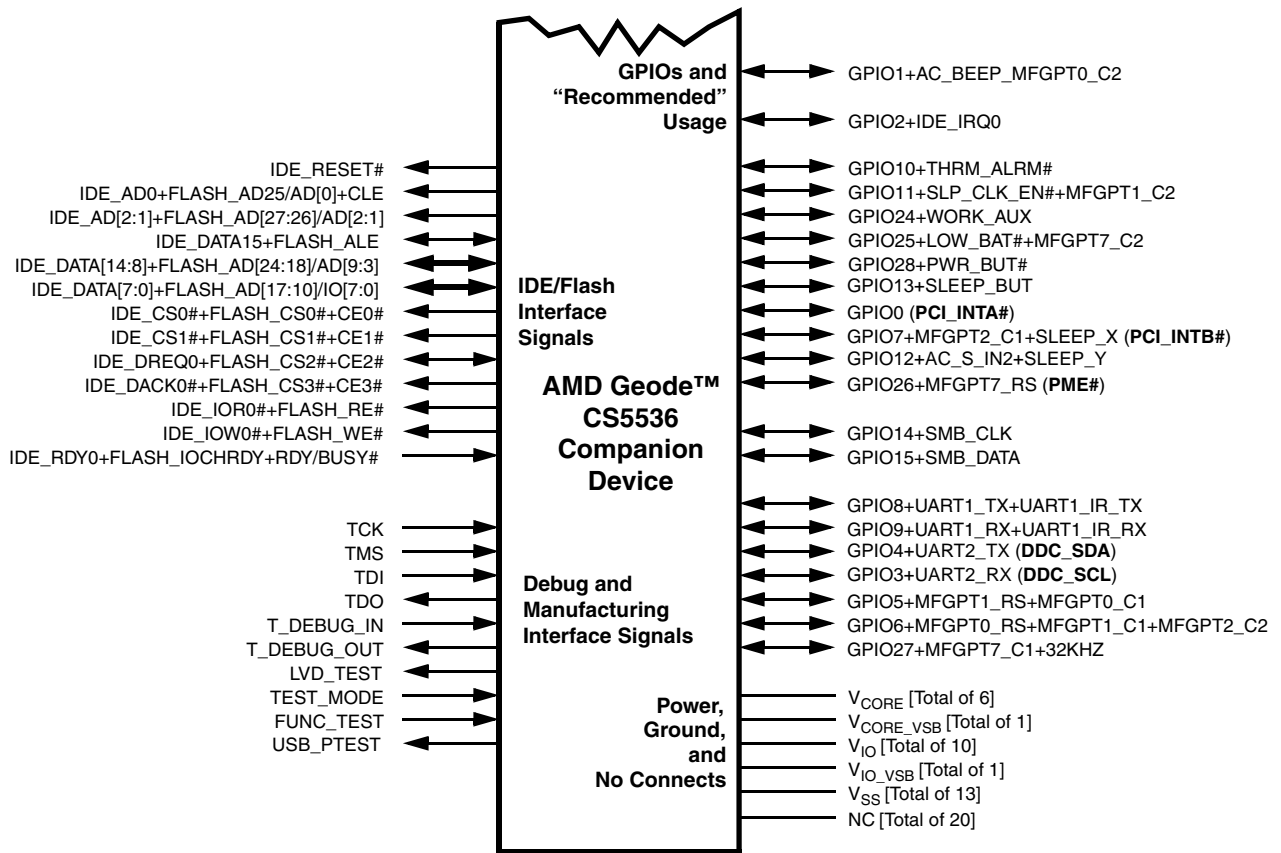 GPIOs and
“Recommended”
Usage
GPIO1+AC_BEEP_MFGPT0_C2
GPIO2+IDE_IRQ0
GPIO10+THRM_ALRM#
GPIO11+SLP_CLK_EN#+MFGPT1_C2
GPIO24+WORK_AUX
GPIO25+LOW_BAT#+MFGPT7_C2
GPIO28+PWR_BUT#
GPIO13+SLEEP_BUT
GPIO0 (PCI_INTA#)
GPIO7+MFGPT2_C1+SLEEP_X (PCI_INTB#)
GPIO12+AC_S_IN2+SLEEP_Y
GPIO26+MFGPT7_RS (PME#)
GPIO14+SMB_CLK
GPIO15+SMB_DATA
GPIO8+UART1_TX+UART1_IR_TX
GPIO9+UART1_RX+UART1_IR_RX
GPIO4+UART2_TX (DDC_SDA)
GPIO3+UART2_RX (DDC_SCL)
GPIO5+MFGPT1_RS+MFGPT0_C1
GPIO6+MFGPT0_RS+MFGPT1_C1+MFGPT2_C2
GPIO27+MFGPT7_C1+32KHZ
IDE_RESET#
IDE_AD0+FLASH_AD25/AD[0]+CLE
IDE_AD[2:1]+FLASH_AD[27:26]/AD[2:1]
IDE_DATA15+FLASH_ALE
IDE_DATA[14:8]+FLASH_AD[24:18]/AD[9:3]
IDE_DATA[7:0]+FLASH_AD[17:10]/IO[7:0]
IDE_CS0#+FLASH_CS0#+CE0#
IDE_CS1#+FLASH_CS1#+CE1#
IDE_DREQ0+FLASH_CS2#+CE2#
IDE_DACK0#+FLASH_CS3#+CE3#
IDE_IOR0#+FLASH_RE#
IDE_IOW0#+FLASH_WE#
IDE_RDY0+FLASH_IOCHRDY+RDY/BUSY#
IDE/Flash
Interface
Signals
AMD Geode™
CS5536
Companion
Device
TCK
TMS
TDI
TDO
T_DEBUG_IN
T_DEBUG_OUT
LVD_TEST
TEST_MODE
FUNC_TEST
USB_PTEST
Debug and
Manufacturing
Interface Signals
Power,
Ground,
and
No Connects
VCORE [Total of 6]
VCORE_VSB [Total of 1]
VIO [Total of 10]
VIO_VSB [Total of 1]
VSS [Total of 13]
NC [Total of 20]